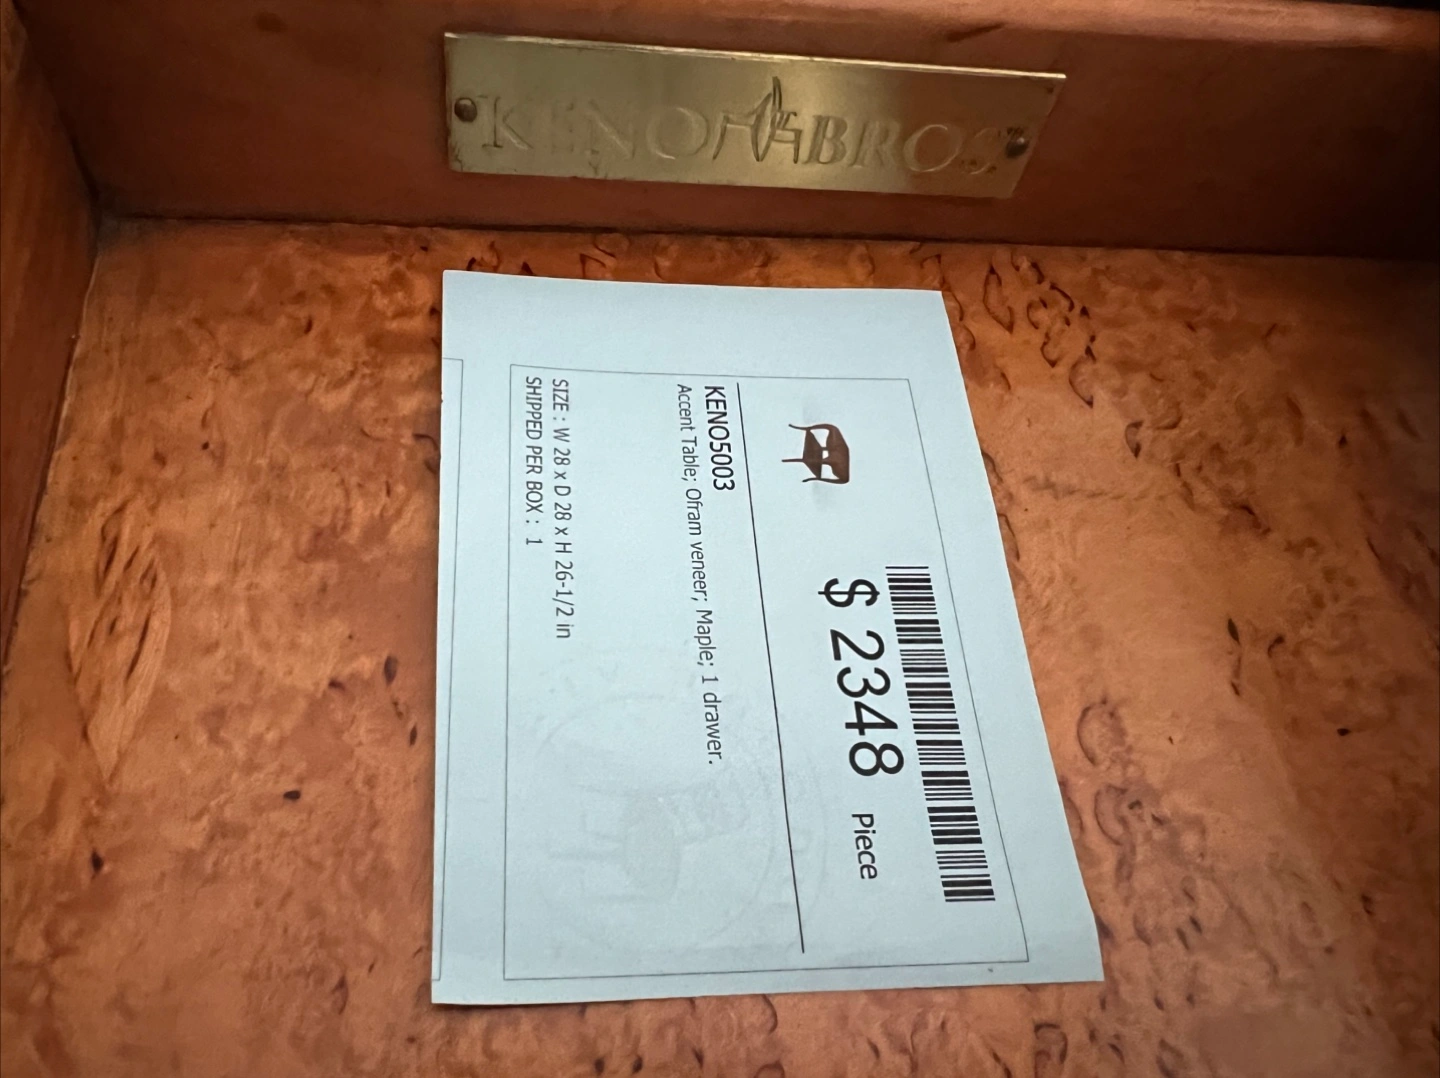 KENO BROS.
$ 2348 Piece
KENO5003
Accent Table; Ofram veneer; Maple; 1 drawer.
SIZE : W 28 x D 28 x H 26-1/2 in
SHIPPED PER BOX : 1